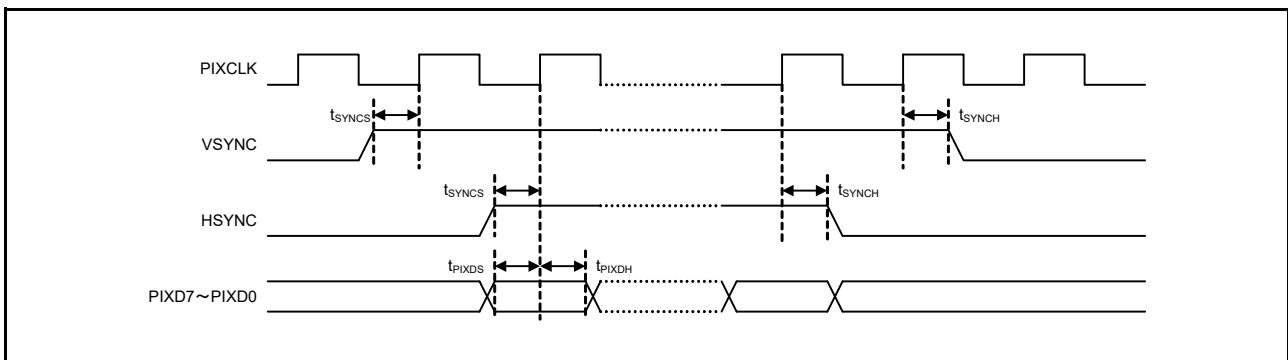 PIXCLK
tSYNCS
tSYNCH
VSYNC
tSYNCS
tSYNCH
HSYNC
tPIXDS
tPIXDH
PIXD7～PIXD0